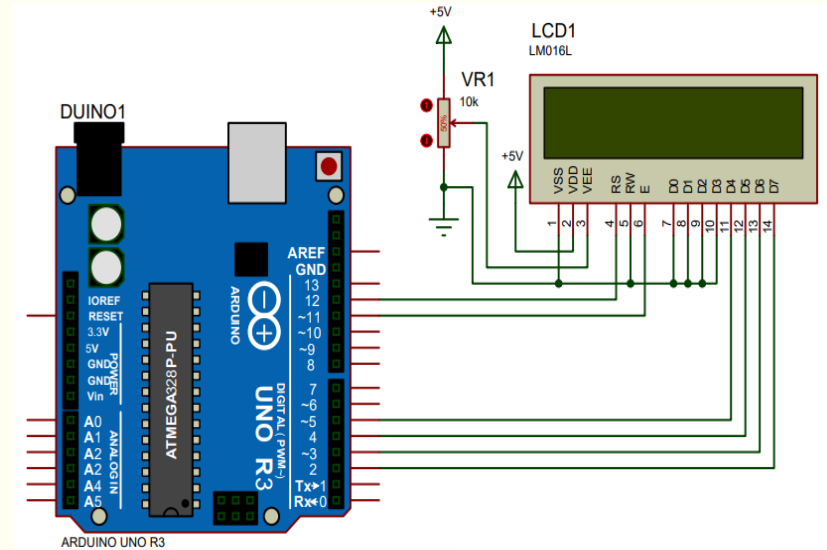 +5V
LCD1
LM016L
VR1
10k
50%
+5V
DUINO1
VSS
VDD
VEE
RS
RW
E
D0
D1
D2
D3
D4
D5
D6
D7
1
2
3
4
5
6
7
8
9
10
11
12
13
14
AREF
GND
13
12
~11
~10
~9
8
7
~6
~5
4
~3
2
Tx→1
Rx←0
IOREF
RESET
3.3V
5V
GND
GND
Vin
POWER
A0
A1
A2
A2
A4
A5
ANALOG IN
ATMEGA328P-PU
ARDUINO
UNO R3
DIGITAL (PWM~)
ARDUINO UNO R3